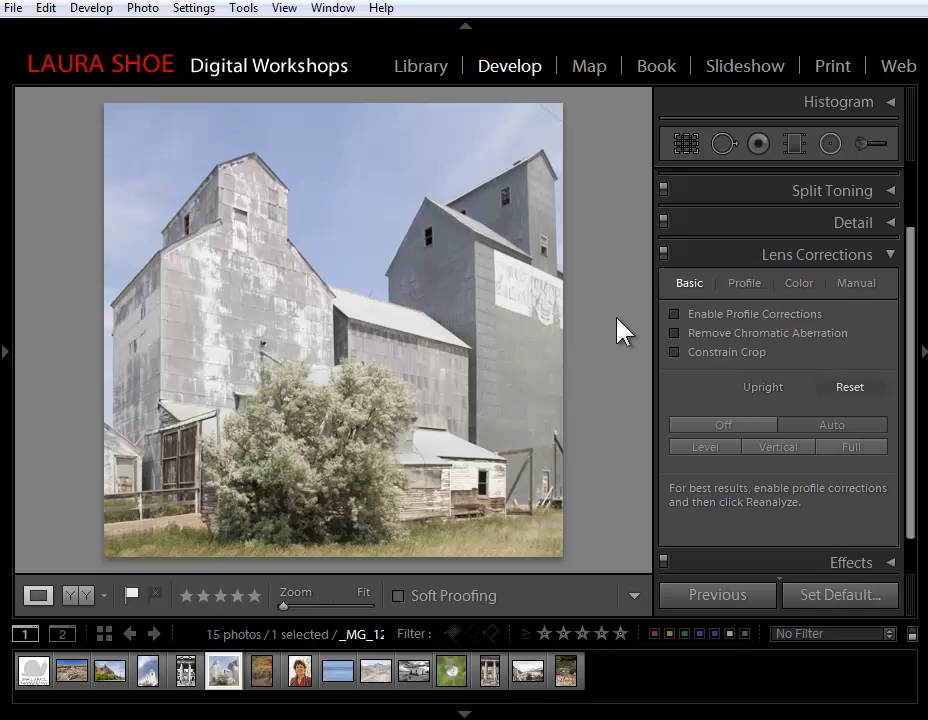 File Edit Develop Photo Settings Tools View Window Help
LAURA SHOE Digital Workshops Library Develop Map Book Slideshow Print Web
Histogram
Split Toning
Detail
Lens Corrections
Basic Profile Color Manual
Enable Profile Corrections
Remove Chromatic Aberration
Constrain Crop
Upright Reset
Off Auto
Level Vertical Full
For best results, enable profile corrections
and then click Reanalyze.
Effects
Y Y Zoom Fit Soft Proofing Previous Set Default...
1 2 15 photos / 1 selected / _MG_12 Filter : ≥ No Filter